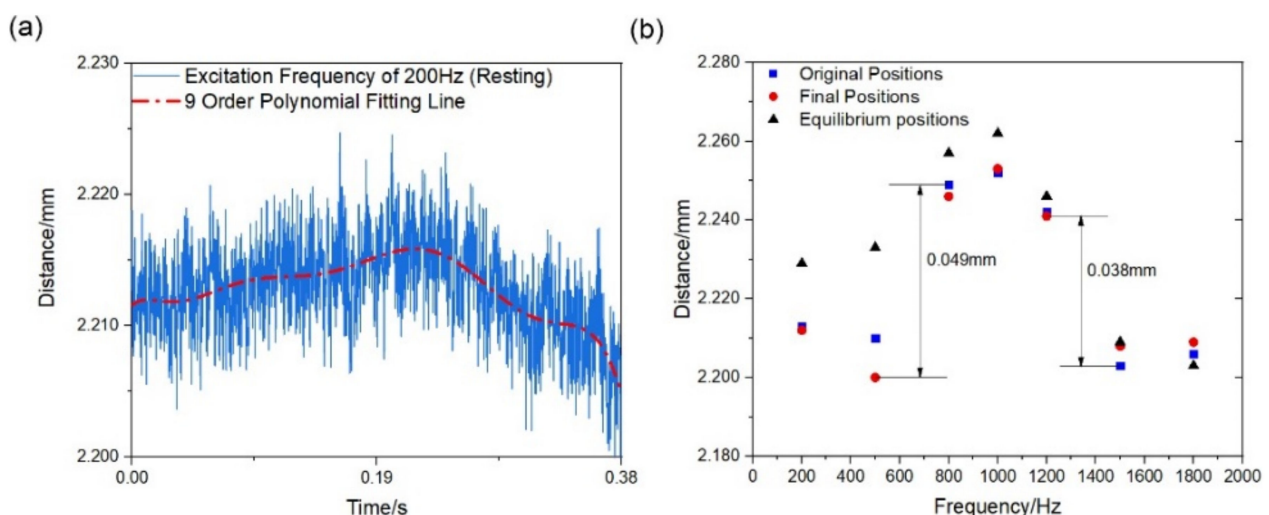 (a)
2.230
2.220
2.210
2.200
Distance/mm
Excitation Frequency of 200Hz (Resting)
9 Order Polynomial Fitting Line
0.00
0.19
0.38
Time/s
(b)
2.280
2.260
2.240
2.220
2.200
2.180
Distance/mm
Original Positions
Final Positions
Equilibrium positions
0.049mm
0.038mm
0 200 400 600 800 1000 1200 1400 1600 1800 2000
Frequency/Hz